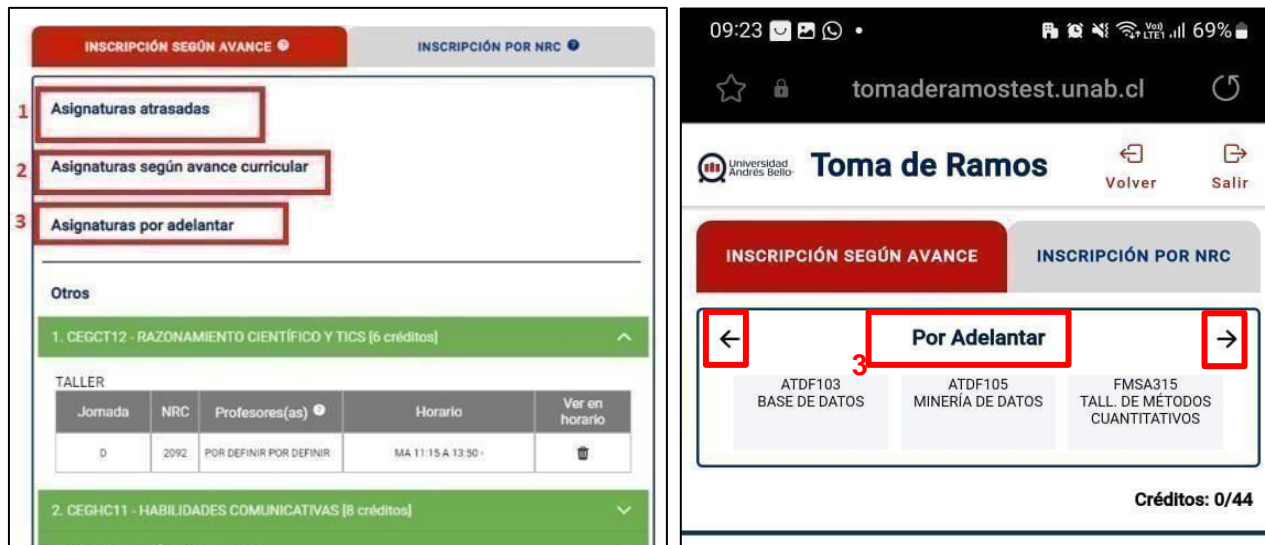 INSCRIPCIÓN SEGÚN AVANCE
INSCRIPCIÓN POR NRC
1 Asignaturas atrasadas
2 Asignaturas según avance curricular
3 Asignaturas por adelantar
Otros
1. CEGCT12 - RAZONAMIENTO CIENTÍFICO Y TICS [6 créditos]
TALLER
Jornada NRC Profesores(as) Horario Ver en horario
D 2092 POR DEFINIR POR DEFINIR MA 11:15 A 13:50 -
2. CEGHC11 - HABILIDADES COMUNICATIVAS [8 créditos]
09:23 69%
tomaderamostest.unab.cl
Universidad Andrés Bello
Toma de Ramos
Volver
Salir
INSCRIPCIÓN SEGÚN AVANCE
INSCRIPCIÓN POR NRC
Por Adelantar
3
ATDF103
BASE DE DATOS
ATDF105
MINERÍA DE DATOS
FMSA315
TALL. DE MÉTODOS
CUANTITATIVOS
Créditos: 0/44